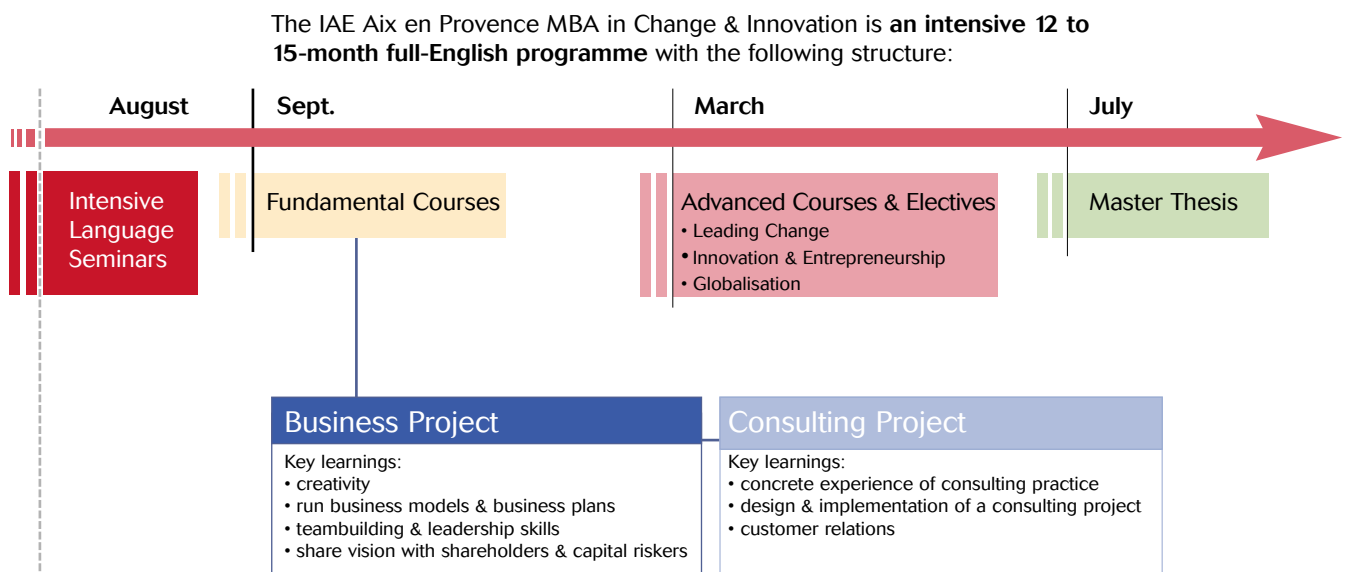 The IAE Aix en Provence MBA in Change & Innovation is an intensive 12 to
15-month full-English programme with the following structure:
August
Sept.
March
July
Intensive
Language
Seminars
Fundamental Courses
Advanced Courses & Electives
• Leading Change
• Innovation & Entrepreneurship
• Globalisation
Master Thesis
Business Project
Key learnings:
• creativity
• run business models & business plans
• teambuilding & leadership skills
• share vision with shareholders & capital riskers
Consulting Project
Key learnings:
• concrete experience of consulting practice
• design & implementation of a consulting project
• customer relations